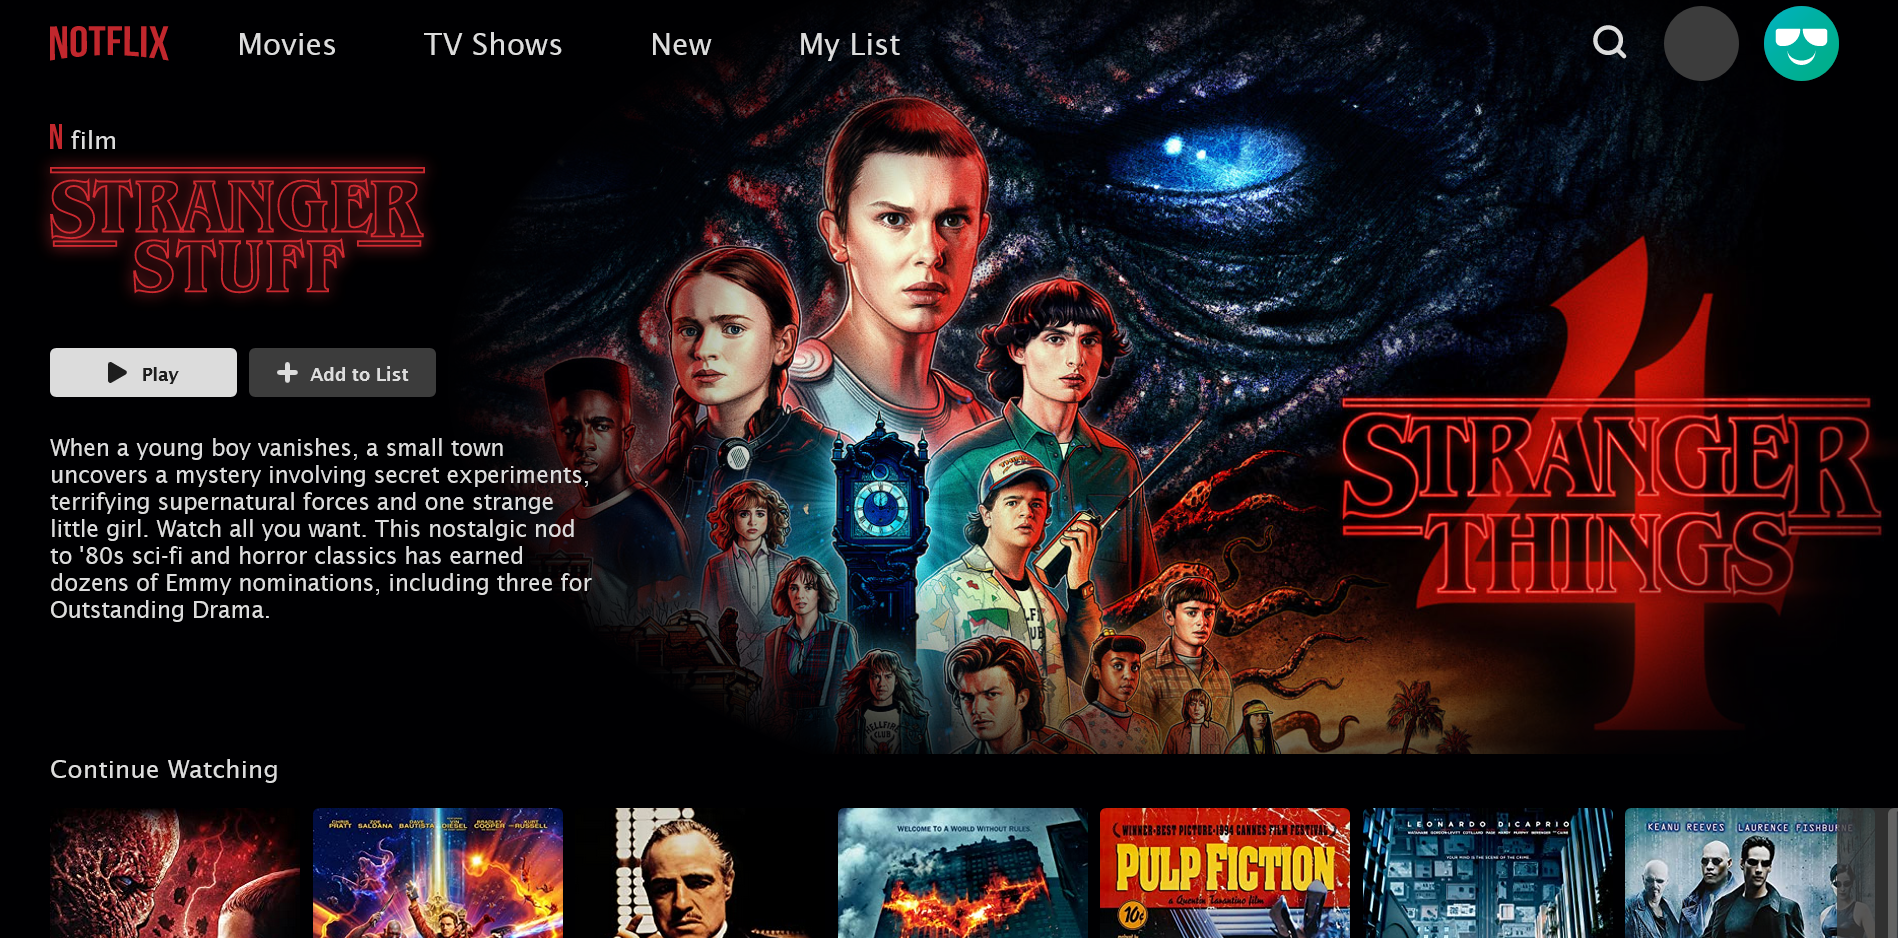 NOTFLIX
Movies
TV Shows
New
My List
N film
STRANGER
STUFF
Play
Add to List
When a young boy vanishes, a small town
uncovers a mystery involving secret experiments,
terrifying supernatural forces and one strange
little girl. Watch all you want. This nostalgic nod
to '80s sci-fi and horror classics has earned
dozens of Emmy nominations, including three for
Outstanding Drama.
4
STRANGER
THINGS
HELLFIRE
CLUB
Continue Watching
CHRIS PRATT
ZOE SALDANA
DAVE BAUTISTA
VIN DIESEL
BRADLEY COOPER
KURT RUSSELL
WELCOME TO A WORLD WITHOUT RULES.
WINNER-BEST PICTURE-1994 CANNES FILM FESTIVAL
PULP FICTION
a Quentin Tarantino film
10¢
LEONARDO DICAPRIO
YOUR MIND IS THE SCENE OF THE CRIME
KEANU REEVES LAURENCE FISHBURNE